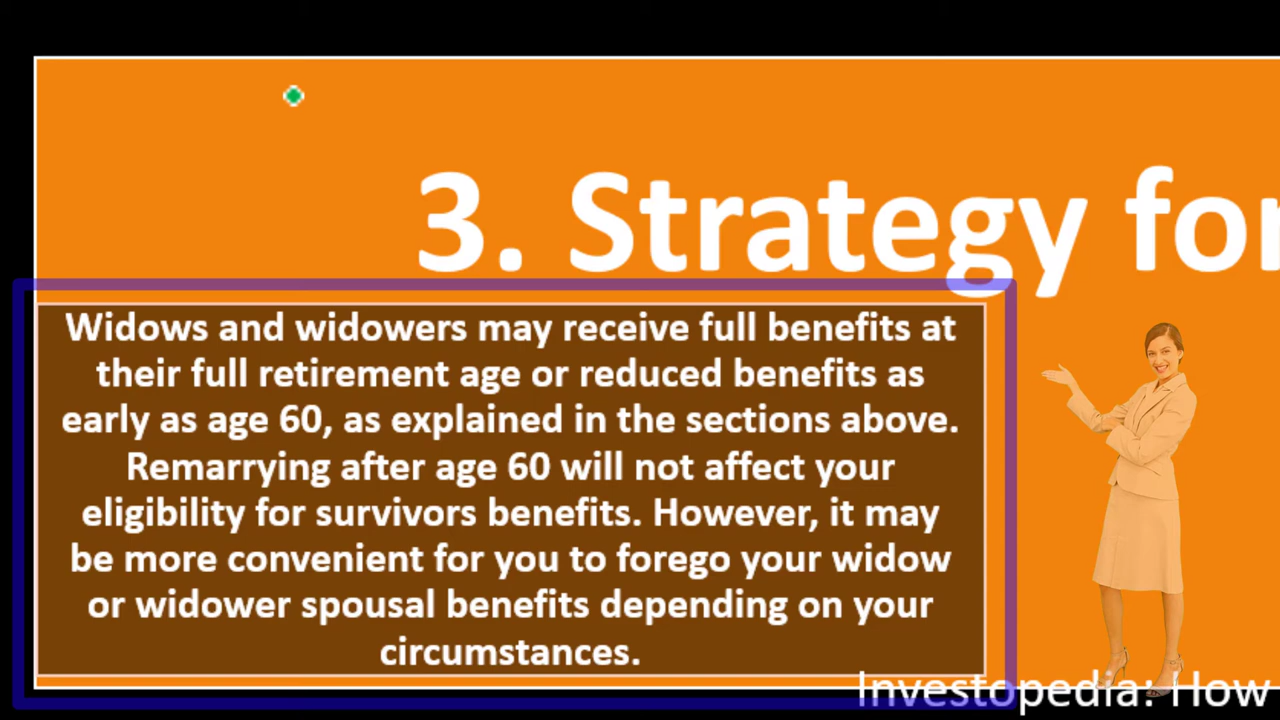 3. Strategy for
Widows and widowers may receive full benefits at
their full retirement age or reduced benefits as
early as age 60, as explained in the sections above.
Remarrying after age 60 will not affect your
eligibility for survivors benefits. However, it may
be more convenient for you to forego your widow
or widower spousal benefits depending on your
circumstances.
Investopedia: How